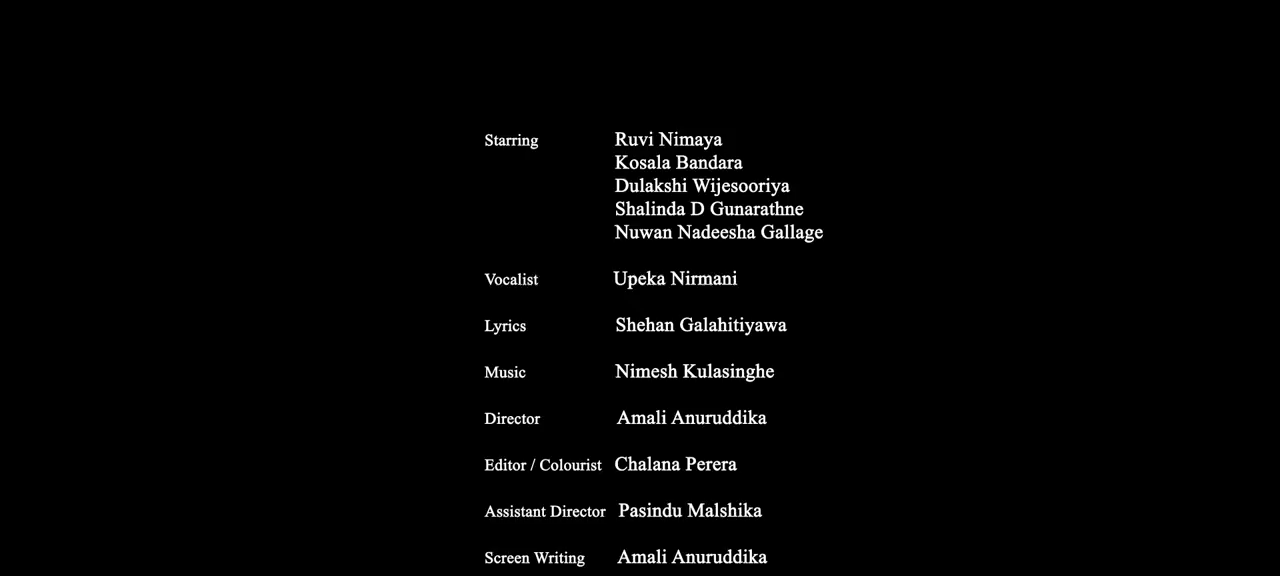 Starring Ruvi Nimaya
Kosala Bandara
Dulakshi Wijesooriya
Shalinda D Gunarathne
Nuwan Nadeesha Gallage
Vocalist Upeka Nirmani
Lyrics Shehan Galahitiyawa
Music Nimesh Kulasinghe
Director Amali Anuruddika
Editor / Colourist Chalana Perera
Assistant Director Pasindu Malshika
Screen Writing Amali Anuruddika